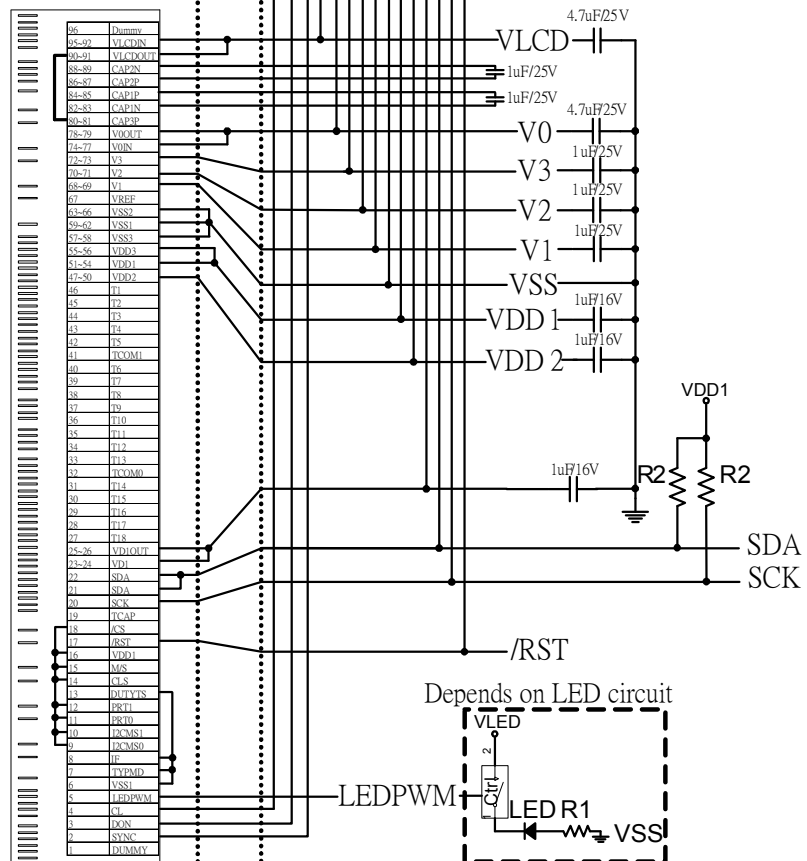 4.7uF/25V
96 Dummy
95~92 VLCDIN
VLCD
90~91 VLCDOUT
88~89 CAP2N
1uF/25V
86~87 CAP2P
84~85 CAP1P
1uF/25V
82~83 CAP1N
80~81 CAP3P
4.7uF/25V
78~79 V0OUT
V0
74~77 V0IN
1uF/25V
72~73 V3
V3
70~71 V2
1uF/25V
68~69 V1
67 VREF
V2
63~66 VSS2
59~62 VSS1
1uF/25V
57~58 VSS3
V1
55~56 VDD3
51~54 VDD1
47~50 VDD2
VSS
46 T1
45 T2
1uF/16V
44 T3
VDD 1
43 T4
42 T5
1uF/16V
41 TCOM1
VDD 2
40 T6
39 T7
38 T8
VDD1
37 T9
36 T10
35 T11
34 T12
33 T13
32 TCOM0
1uF/16V
R2 R2
31 T14
30 T15
29 T16
28 T17
27 T18
25~26 VD1OUT
SDA
23~24 VD1
22 SDA
SCK
21 SDA
20 SCK
19 TCAP
18 /CS
17 /RST
/RST
16 VDD1
15 M/S
14 CLS
13 DUTYTS
Depends on LED circuit
12 PRT1
VLED
11 PRT0
10 I2CMS1
9 I2CMS0
8 IF
2
7 TYPMD
6 VSS1
Ctrl
5 LEDPWM
LEDPWM
4 CL
1
LED R1
3 DON
VSS
2 SYNC
1 DUMMY